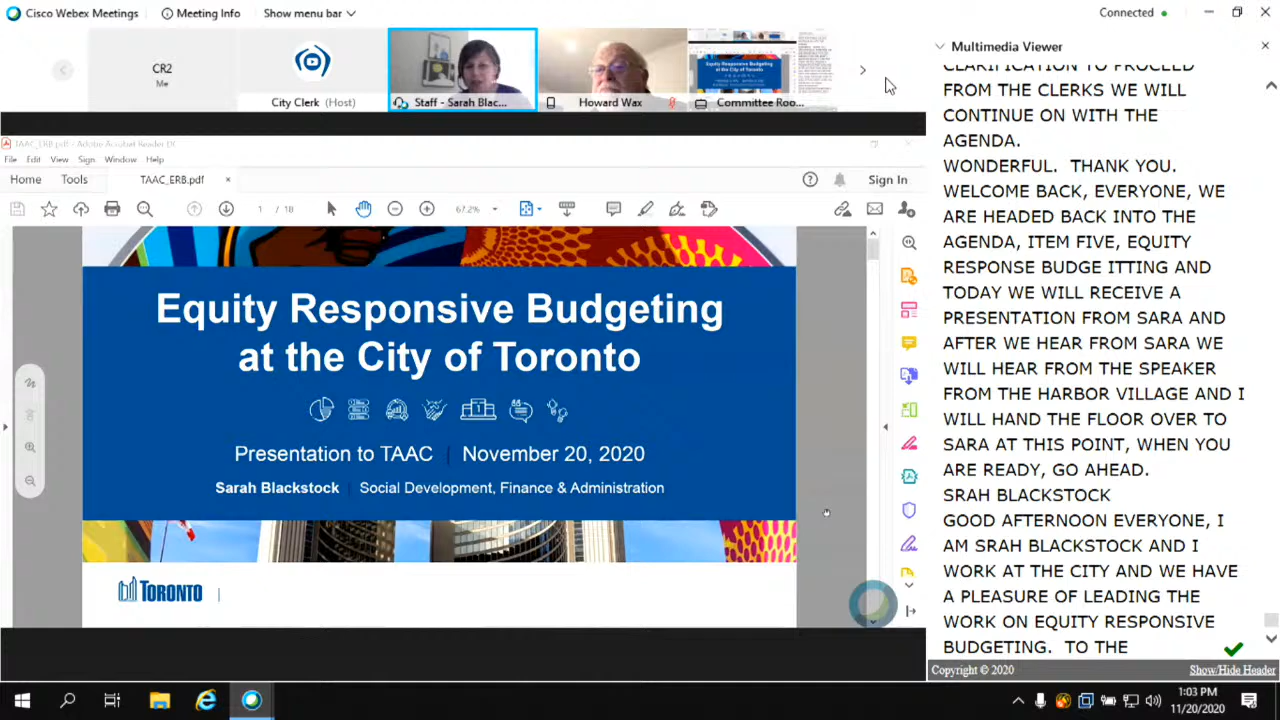 Cisco Webex Meetings
Meeting Info
Show menu bar
Connected
CR2
Me
City Clerk (Host)
Staff - Sarah Blac...
Howard Wax
Committee Roo...
Multimedia Viewer
TAAC_ERB.pdf - Adobe Acrobat Reader DC
File Edit View Sign Window Help
Home Tools TAAC_ERB.pdf × Sign In
1 / 18 67.2%
Equity Responsive Budgeting
at the City of Toronto
Presentation to TAAC | November 20, 2020
Sarah Blackstock | Social Development, Finance & Administration
TORONTO
FROM THE CLERKS WE WILL
CONTINUE ON WITH THE
AGENDA.
WONDERFUL. THANK YOU.
WELCOME BACK, EVERYONE, WE
ARE HEADED BACK INTO THE
AGENDA, ITEM FIVE, EQUITY
RESPONSE BUDGE ITTING AND
TODAY WE WILL RECEIVE A
PRESENTATION FROM SARA AND
AFTER WE HEAR FROM SARA WE
WILL HEAR FROM THE SPEAKER
FROM THE HARBOR VILLAGE AND I
WILL HAND THE FLOOR OVER TO
SARA AT THIS POINT, WHEN YOU
ARE READY, GO AHEAD.
SRAH BLACKSTOCK
GOOD AFTERNOON EVERYONE, I
AM SRAH BLACKSTOCK AND I
WORK AT THE CITY AND WE HAVE
A PLEASURE OF LEADING THE
WORK ON EQUITY RESPONSIVE
BUDGETING. TO THE
Copyright © 2020 Show/Hide Header
1:03 PM
11/20/2020